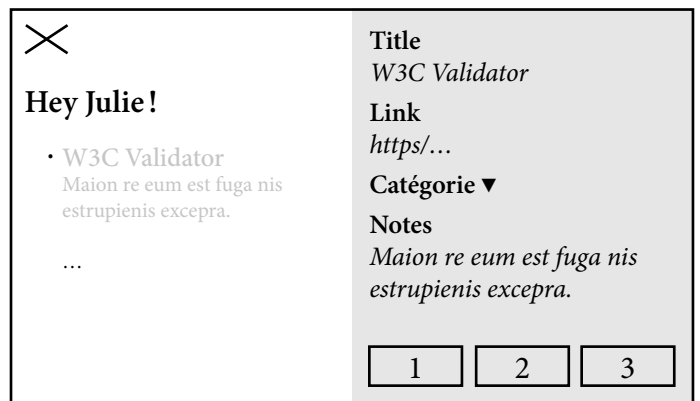 Hey Julie !
• W3C Validator
Maion re eum est fuga nis
estrupienis excepra.
...
Title
W3C Validator
Link
https/...
Catégorie ▾
Notes
Maion re eum est fuga nis
estrupienis excepra.
1 2 3